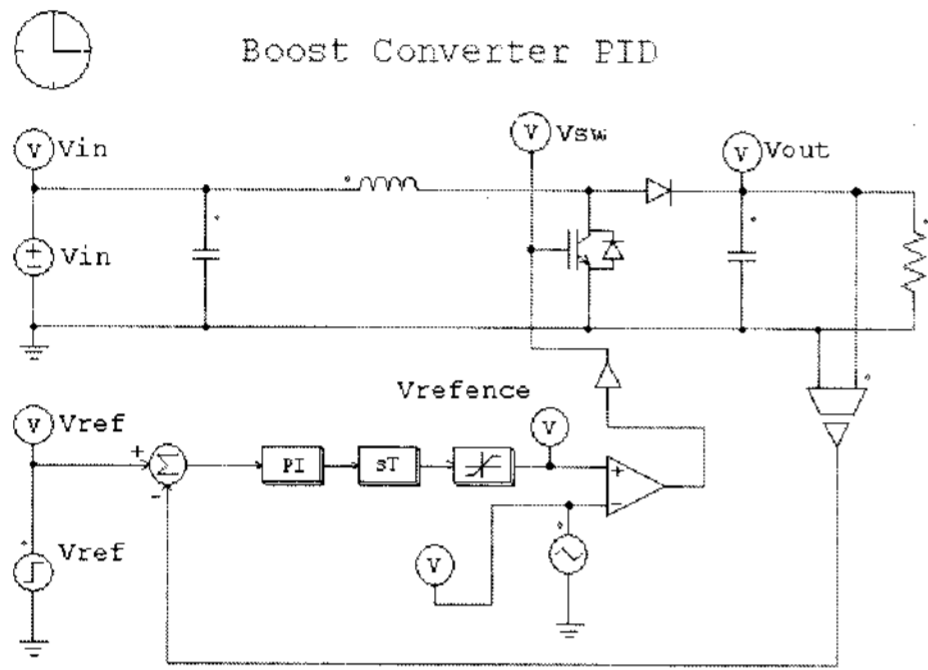 Boost Converter PID
V Vin
V Vsw
V Vout
Vin
Vrefence
V Vref
V
+
-
Σ
PI
sT
+
-
Vref
V